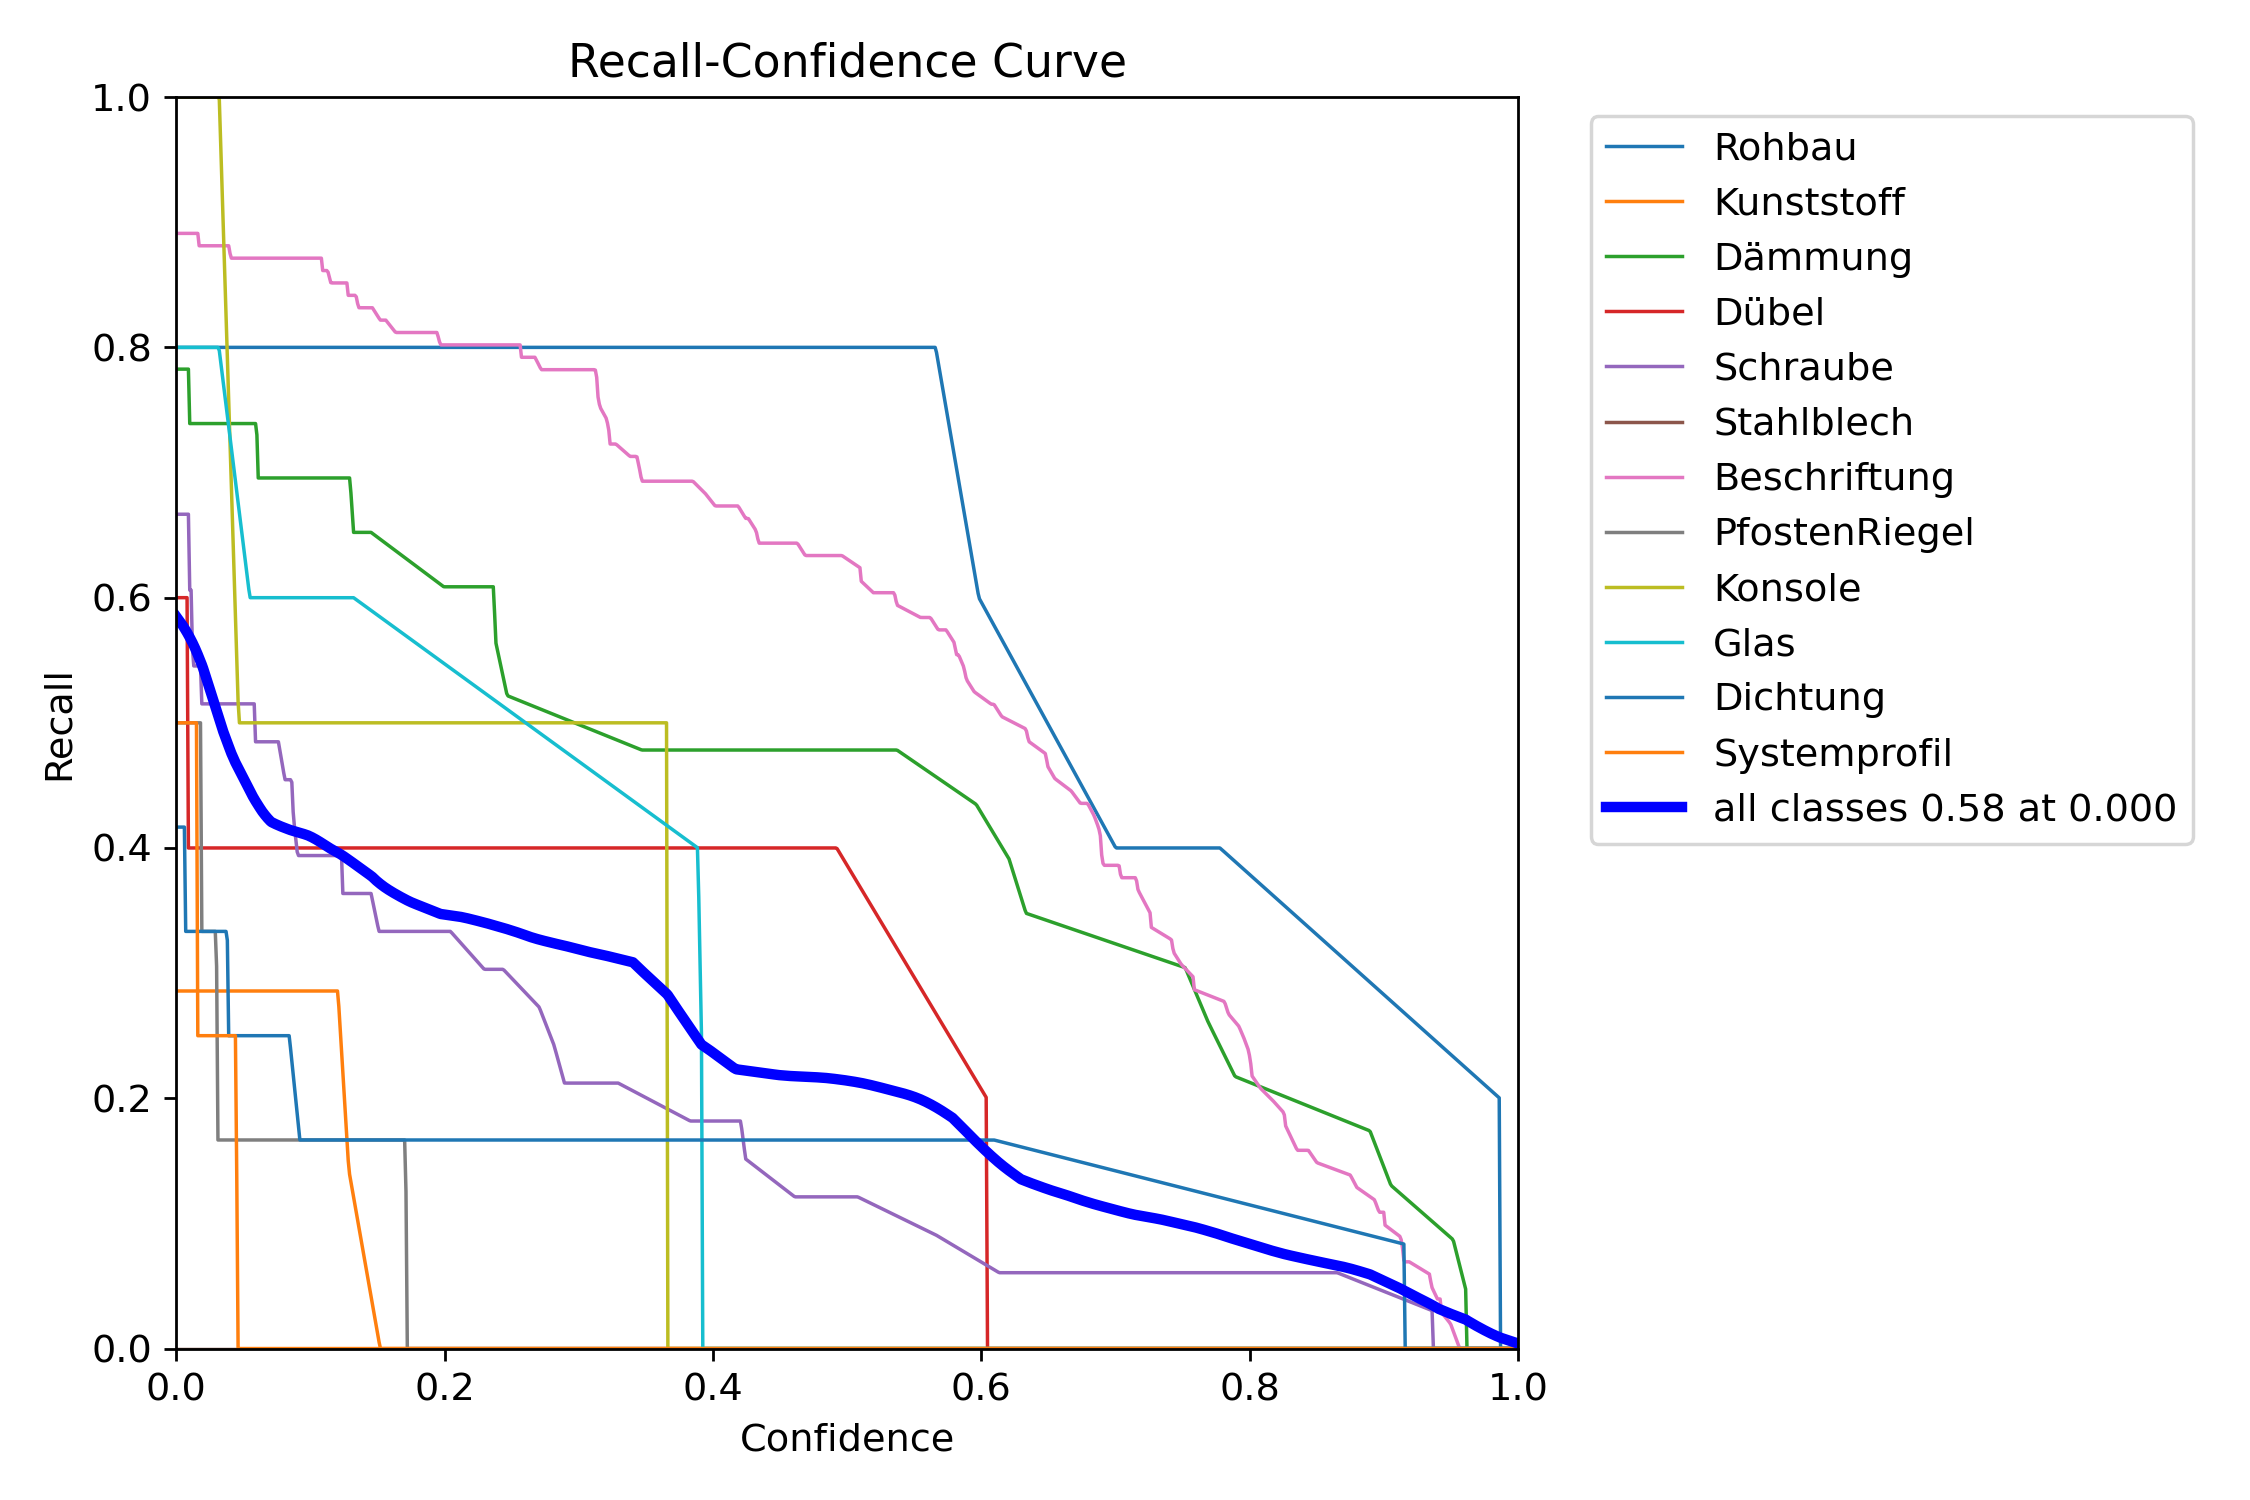 Recall-Confidence Curve
1.0
0.8
0.6
0.4
0.2
0.0
Recall
0.0 0.2 0.4 0.6 0.8 1.0
Confidence
Rohbau
Kunststoff
Dämmung
Dübel
Schraube
Stahlblech
Beschriftung
PfostenRiegel
Konsole
Glas
Dichtung
Systemprofil
all classes 0.58 at 0.000